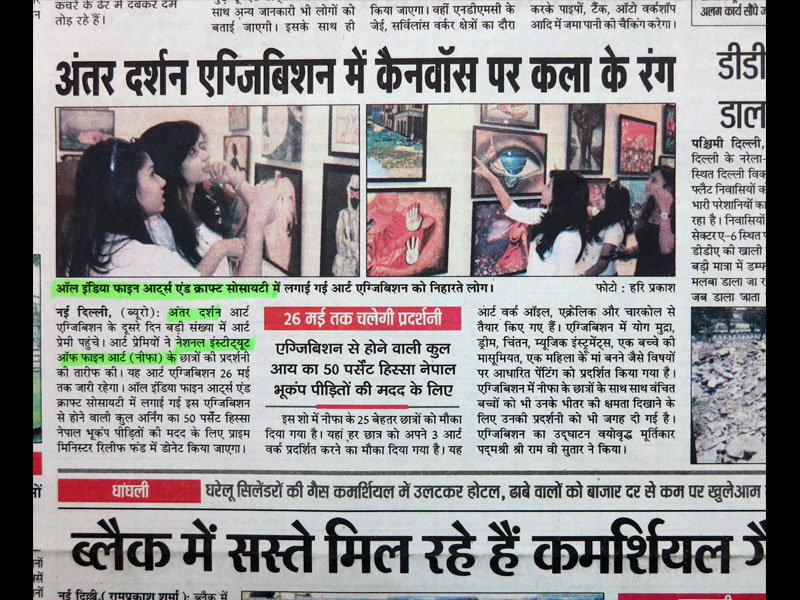 कचरे के ढेर में दबकर दम
तोड़ रहे हैं।
साथ अन्य जानकारी भी लोगों को
बताई जाएगी। इसके साथ ही
किया जाएगा। वहीं एनडीएमसी के
जेई, सर्विलांस वर्कर क्षेत्रों का दौरा
करके पाइपों, टैंक, ऑटो वर्कशॉप
आदि में जमा पानी की चैकिंग करेगा।
अलग कार्य सौंपे ज
अंतर दर्शन एग्जिबिशन में कैनवॉस पर कला के रंग
ऑल इंडिया फाइन आर्ट्स एंड क्राफ्ट सोसायटी में लगाई गई आर्ट एग्जिबिशन को निहारते लोग।
फोटो : हरि प्रकाश
नई दिल्ली, (ब्यूरो): अंतर दर्शन आर्ट
एग्जिबिशन के दूसरे दिन बड़ी संख्या में आर्ट
प्रेमी पहुंचे। आर्ट प्रेमियों ने नेशनल इंस्टीट्यूट
ऑफ फाइन आर्ट (नीफा) के छात्रों की प्रदर्शनी
की तारीफ की। यह आर्ट एग्जिबिशन 26 मई
तक जारी रहेगा। ऑल इंडिया फाइन आर्ट्स एंड
क्राफ्ट सोसायटी में लगाई गई इस एग्जिबिशन
से होने वाली कुल अर्निंग का 50 पर्सेंट हिस्सा
नेपाल भूकंप पीड़ितों की मदद के लिए प्राइम
मिनिस्टर रिलीफ फंड में डोनेट किया जाएगा।
26 मई तक चलेगी प्रदर्शनी
एग्जिबिशन से होने वाली कुल
आय का 50 पर्सेंट हिस्सा नेपाल
भूकंप पीड़ितों की मदद के लिए
इस शो में नीफा के 25 बेहतर छात्रों को मौका
दिया गया है। यहां हर छात्र को अपने 3 आर्ट
वर्क प्रदर्शित करने का मौका दिया गया है। यह
आर्ट वर्क ऑइल, एक्रेलिक और चारकोल से
तैयार किए गए हैं। एग्जिबिशन में योग मुद्रा,
ड्रीम, चिंतन, म्यूजिक इंस्ट्रूमेंट्स, एक बच्चे की
मासूमियत, एक महिला के मां बनने जैसे विषयों
पर आधारित पेंटिंग को प्रदर्शित किया गया है।
एग्जिबिशन में नीफा के छात्रों के साथ साथ वंचित
बच्चों को भी उनके भीतर की क्षमता दिखाने के
लिए उनकी प्रदर्शनी को भी जगह दी गई है।
एग्जिबिशन का उद्घाटन वयोवृद्ध मूर्तिकार
पद्मश्री श्री राम वी सुतार ने किया।
डीडी
डाल
पश्चिमी दिल्ली,
दिल्ली के नरेला-
स्थित दिल्ली विक
फ्लैट निवासियों क
भारी परेशानियों का
रहा है। निवासियों
सेक्टर ए-6 स्थित प
डीडीए की खाली
बड़ी मात्रा में डम्फ
मलबा डाला जा र
जब डाला जाता
धांधली
घरेलू सिलेंडरों की गैस कमर्शियल में उलटकर होटल, ढाबे वालों को बाजार दर से कम पर खुलेआम
ब्लैक में सस्ते मिल रहे हैं कमर्शियल गै
नई दिल्ली,( रामप्रकाश शर्मा ): ब्लैक में